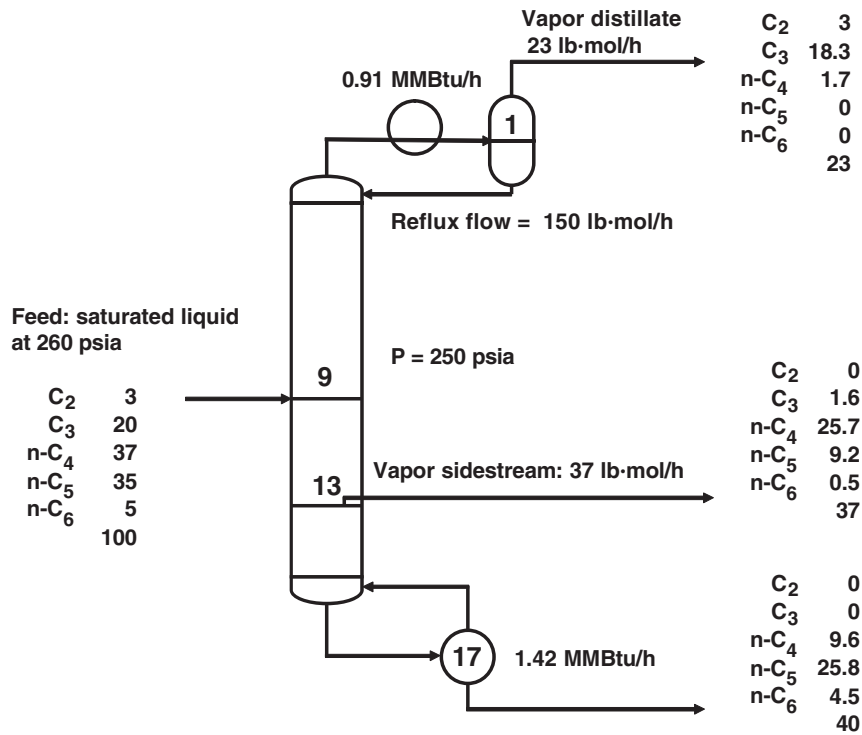 Vapor distillate
23 lb·mol/h
C2 3
C3 18.3
n-C4 1.7
n-C5 0
n-C6 0
23
0.91 MMBtu/h
1
Reflux flow = 150 lb·mol/h
Feed: saturated liquid
at 260 psia
P = 250 psia
9
C2 3
C3 20
n-C4 37
n-C5 35
n-C6 5
100
C2 0
C3 1.6
n-C4 25.7
n-C5 9.2
n-C6 0.5
37
Vapor sidestream: 37 lb·mol/h
13
C2 0
C3 0
n-C4 9.6
n-C5 25.8
n-C6 4.5
40
17
1.42 MMBtu/h